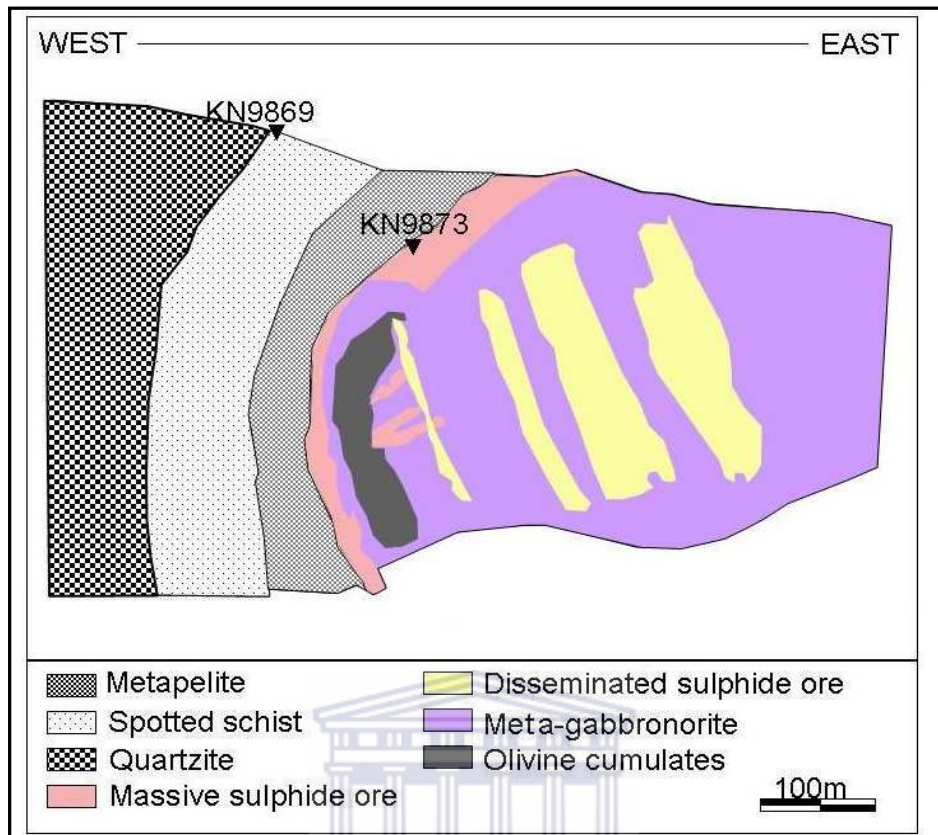 WEST EAST
KN9869
KN9873
Metapelite
Spotted schist
Quartzite
Massive sulphide ore
Disseminated sulphide ore
Meta-gabbronorite
Olivine cumulates
100m